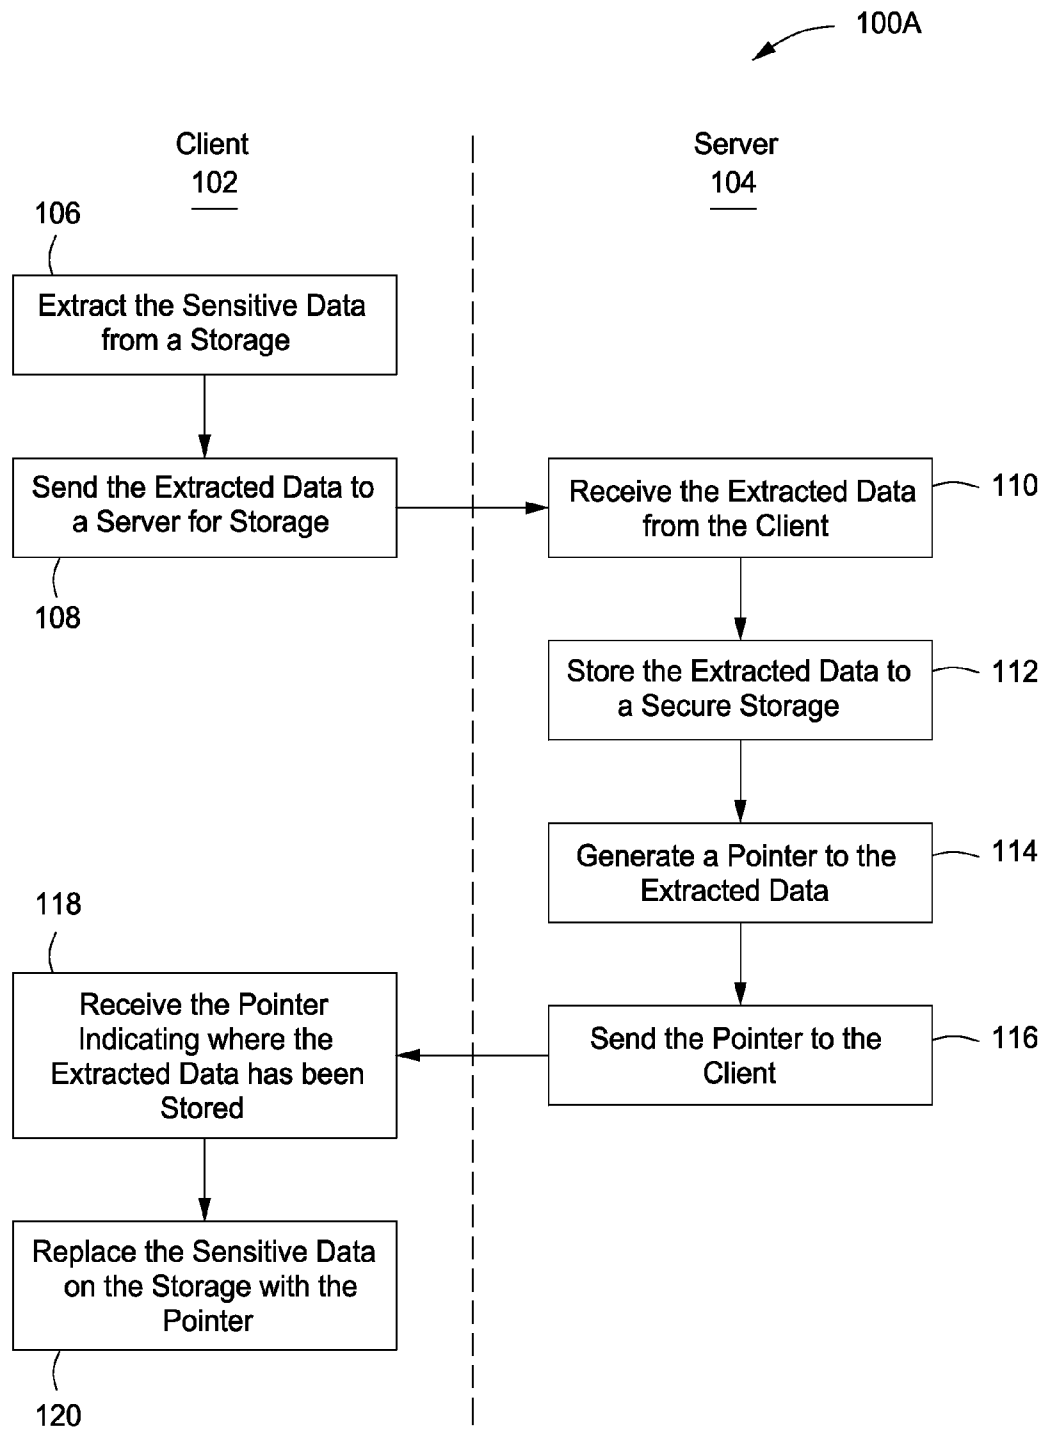 100A
Client
102
Server
104
106
Extract the Sensitive Data
from a Storage
Send the Extracted Data to
a Server for Storage
108
Receive the Extracted Data
from the Client
110
Store the Extracted Data to
a Secure Storage
112
Generate a Pointer to the
Extracted Data
114
Send the Pointer to the
Client
116
118
Receive the Pointer
Indicating where the
Extracted Data has been
Stored
Replace the Sensitive Data
on the Storage with the
Pointer
120